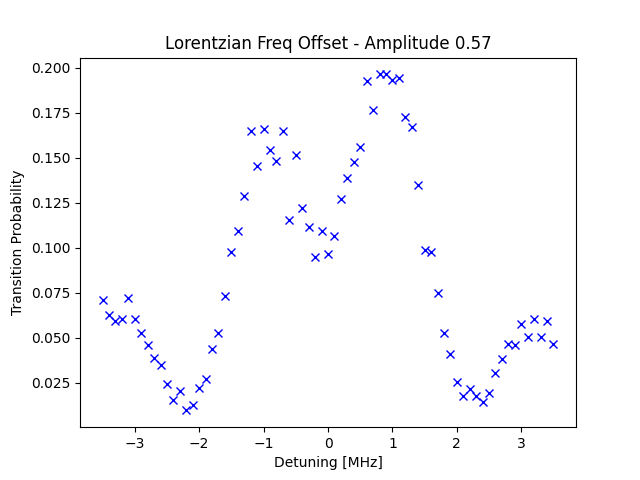 Lorentzian Freq Offset - Amplitude 0.57
0.200
0.175
0.150
0.125
0.100
0.075
0.050
0.025
Transition Probability
−3 −2 −1 0 1 2 3
Detuning [MHz]